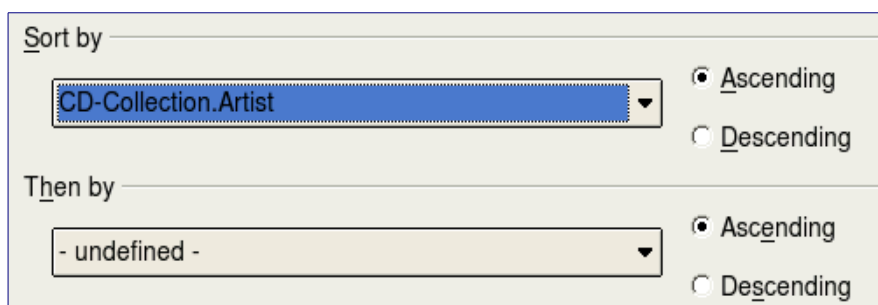 Sort by
CD-Collection.Artist
Ascending
Descending
Then by
- undefined -
Ascending
Descending